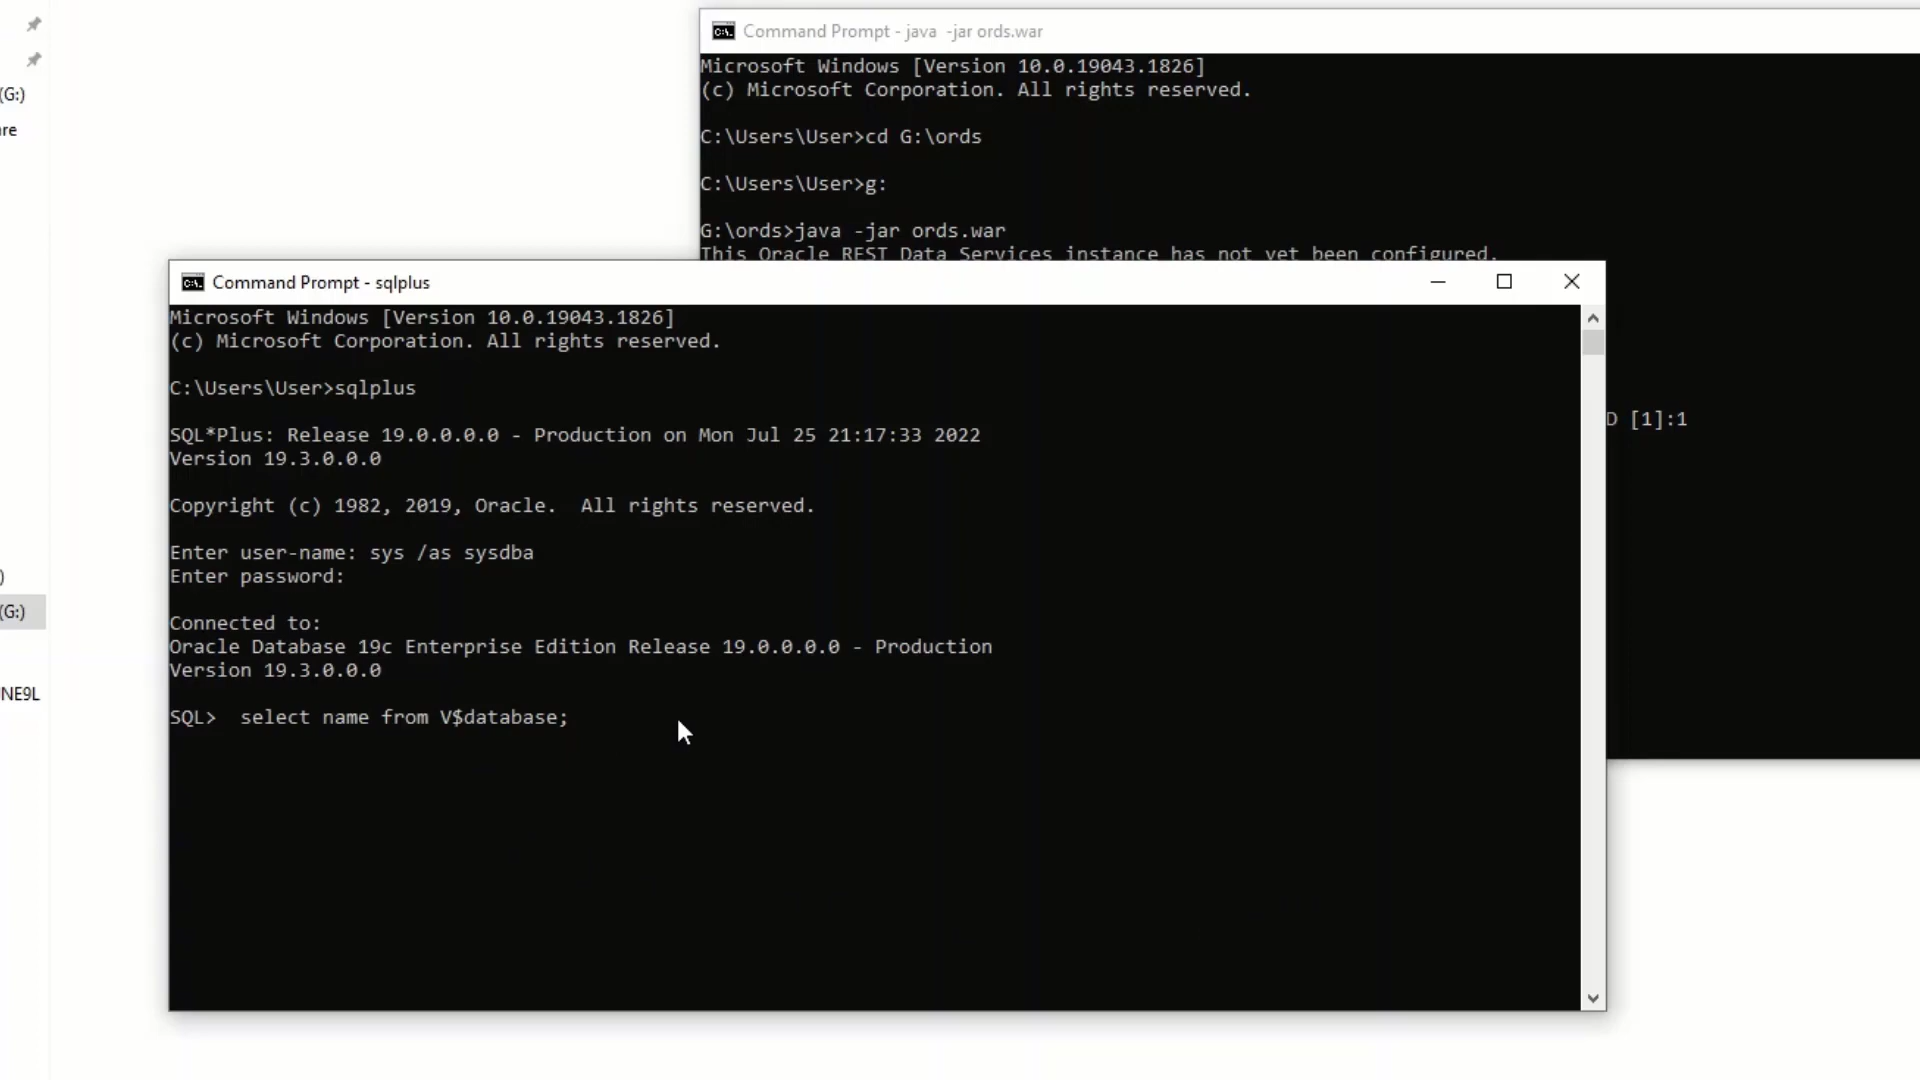 (G:)
re
)
(G:)
NE9L
Command Prompt - java  -jar ords.war
Microsoft Windows [Version 10.0.19043.1826]
(c) Microsoft Corporation. All rights reserved.
C:\Users\User>cd G:\ords
C:\Users\User>g:
G:\ords>java -jar ords.war
This Oracle REST Data Services instance has not yet been configured.
D [1]:1
Command Prompt - sqlplus
Microsoft Windows [Version 10.0.19043.1826]
(c) Microsoft Corporation. All rights reserved.
C:\Users\User>sqlplus
SQL*Plus: Release 19.0.0.0.0 - Production on Mon Jul 25 21:17:33 2022
Version 19.3.0.0.0
Copyright (c) 1982, 2019, Oracle.  All rights reserved.
Enter user-name: sys /as sysdba
Enter password:
Connected to:
Oracle Database 19c Enterprise Edition Release 19.0.0.0.0 - Production
Version 19.3.0.0.0
SQL>  select name from V$database;